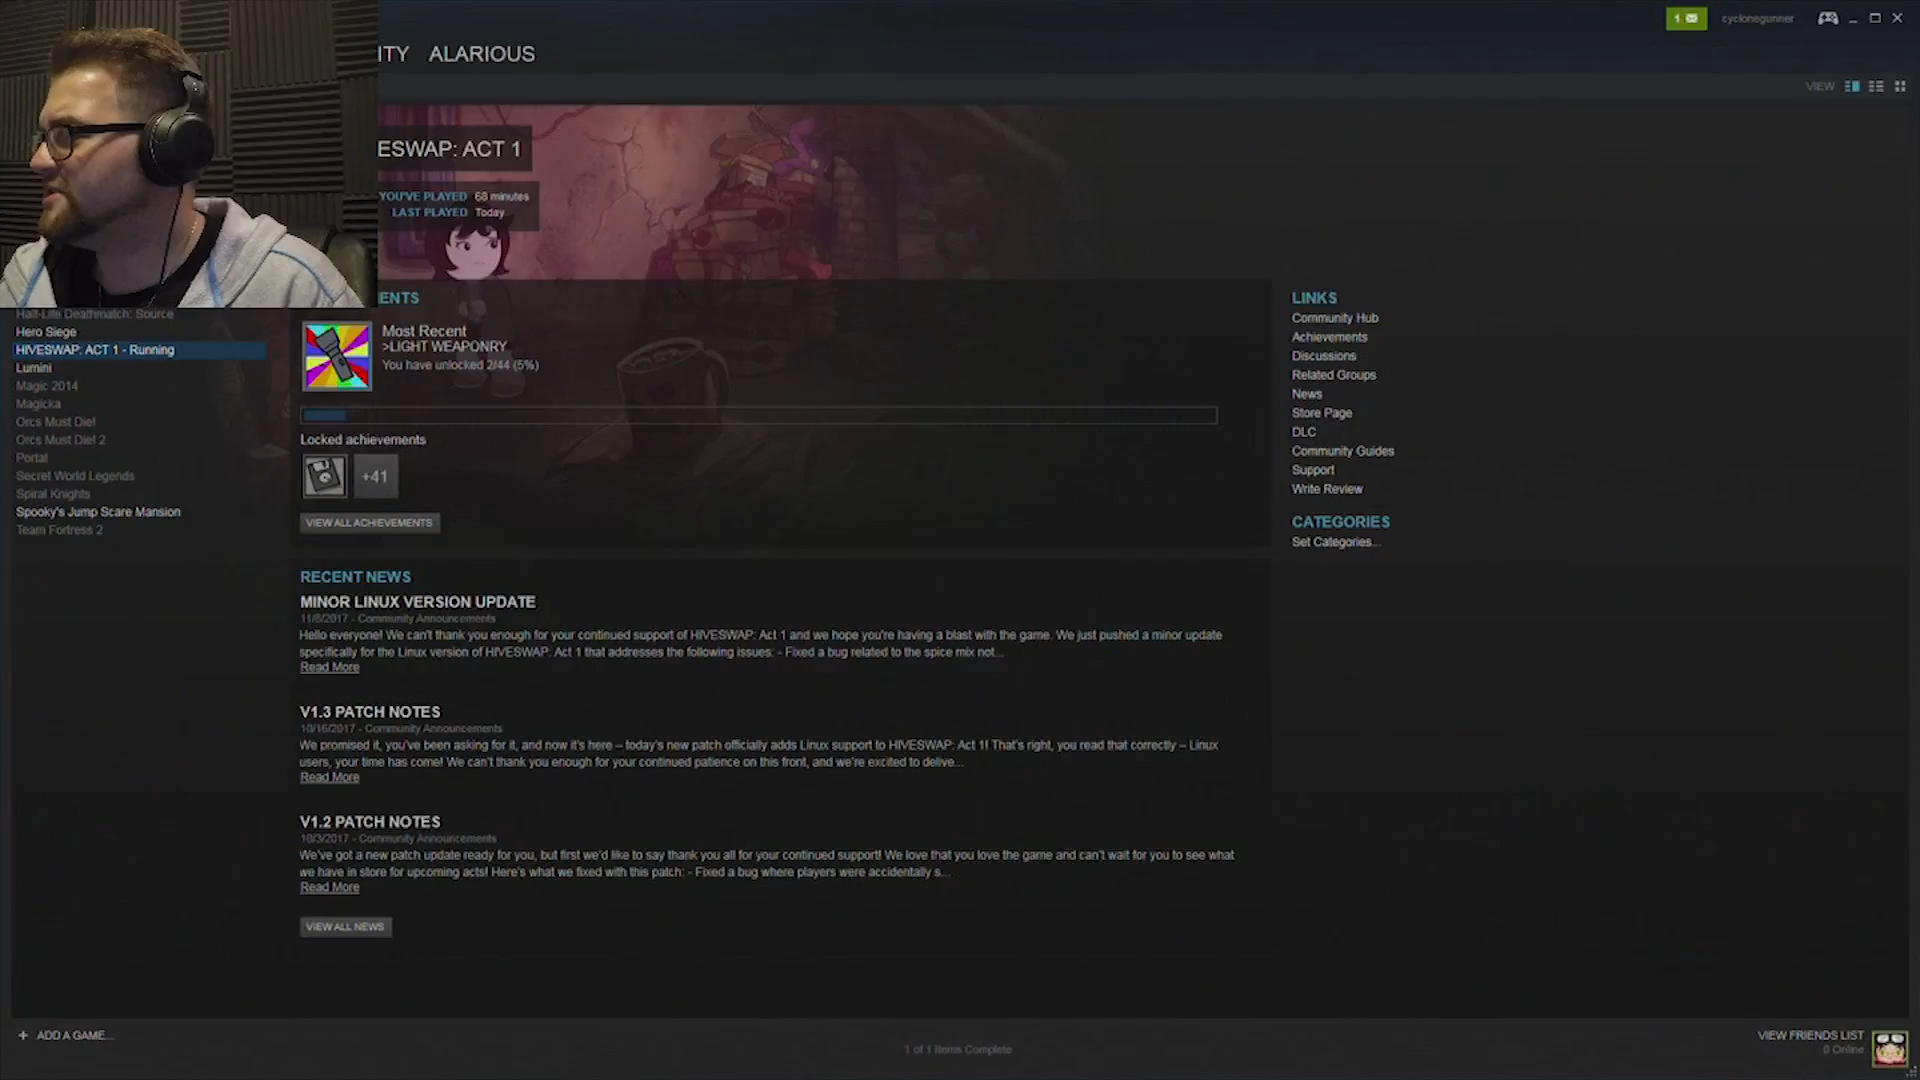 1
cyclonegunner
ITY ALARIOUS
VIEW
ESWAP: ACT 1
YOU'VE PLAYED 68 minutes
LAST PLAYED Today
ENTS
Half-Life Deathmatch: Source
Hero Siege
HIVESWAP: ACT 1 - Running
Lumini
Magic 2014
Magicka
Orcs Must Die!
Orcs Must Die! 2
Portal
Secret World Legends
Spiral Knights
Spooky's Jump Scare Mansion
Team Fortress 2
Most Recent
>LIGHT WEAPONRY
You have unlocked 2/44 (5%)
Locked achievements
+41
VIEW ALL ACHIEVEMENTS
RECENT NEWS
MINOR LINUX VERSION UPDATE
11/8/2017 - Community Announcements
Hello everyone! We can't thank you enough for your continued support of HIVESWAP: Act 1 and we hope you're having a blast with the game. We just pushed a minor update
specifically for the Linux version of HIVESWAP: Act 1 that addresses the following issues: - Fixed a bug related to the spice mix not...
Read More
V1.3 PATCH NOTES
10/16/2017 - Community Announcements
We promised it, you've been asking for it, and now it's here – today's new patch officially adds Linux support to HIVESWAP: Act 1! That's right, you read that correctly – Linux
users, your time has come! We can't thank you enough for your continued patience on this front, and we're excited to delive...
Read More
V1.2 PATCH NOTES
10/3/2017 - Community Announcements
We've got a new patch update ready for you, but first we'd like to say thank you all for your continued support! We love that you love the game and can't wait for you to see what
we have in store for upcoming acts! Here's what we fixed with this patch: - Fixed a bug where players were accidentally s...
Read More
VIEW ALL NEWS
LINKS
Community Hub
Achievements
Discussions
Related Groups
News
Store Page
DLC
Community Guides
Support
Write Review
CATEGORIES
Set Categories...
+ ADD A GAME...
1 of 1 Items Complete
VIEW FRIENDS LIST
0 Online